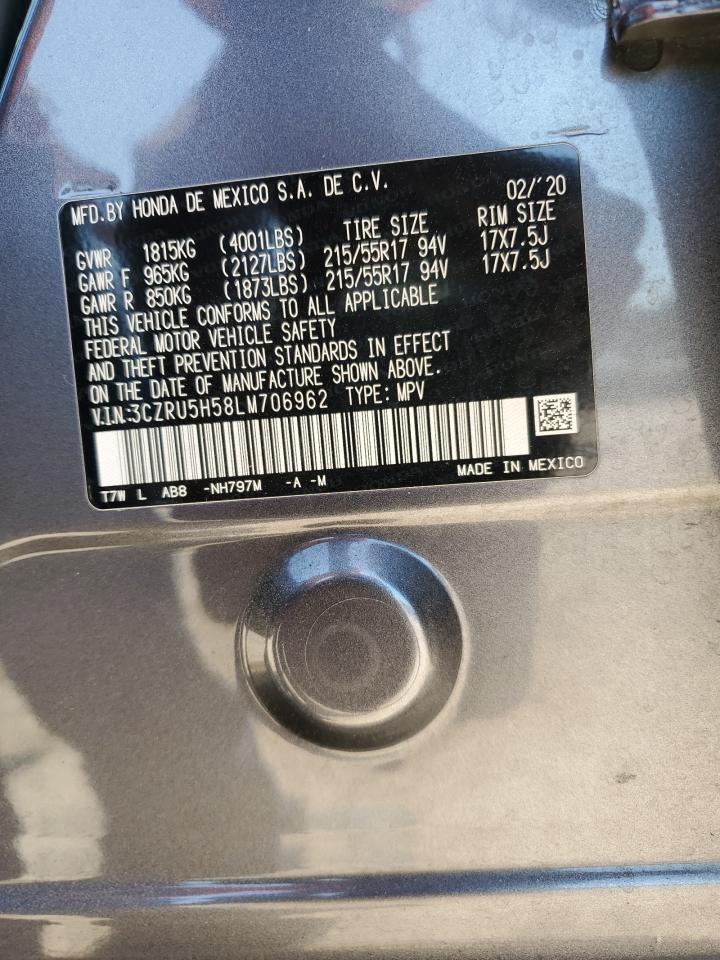 MFD.BY HONDA DE MEXICO S.A. DE C.V. 02/'20
TIRE SIZE RIM SIZE
GVWR 1815KG (4001LBS)
GAWR F 965KG (2127LBS) 215/55R17 94V 17X7.5J
GAWR R 850KG (1873LBS) 215/55R17 94V 17X7.5J
THIS VEHICLE CONFORMS TO ALL APPLICABLE
FEDERAL MOTOR VEHICLE SAFETY
AND THEFT PREVENTION STANDARDS IN EFFECT
ON THE DATE OF MANUFACTURE SHOWN ABOVE.
V.I.N:3CZRU5H58LM706962 TYPE: MPV
T7W L AB8 -NH797M -A -M MADE IN MEXICO